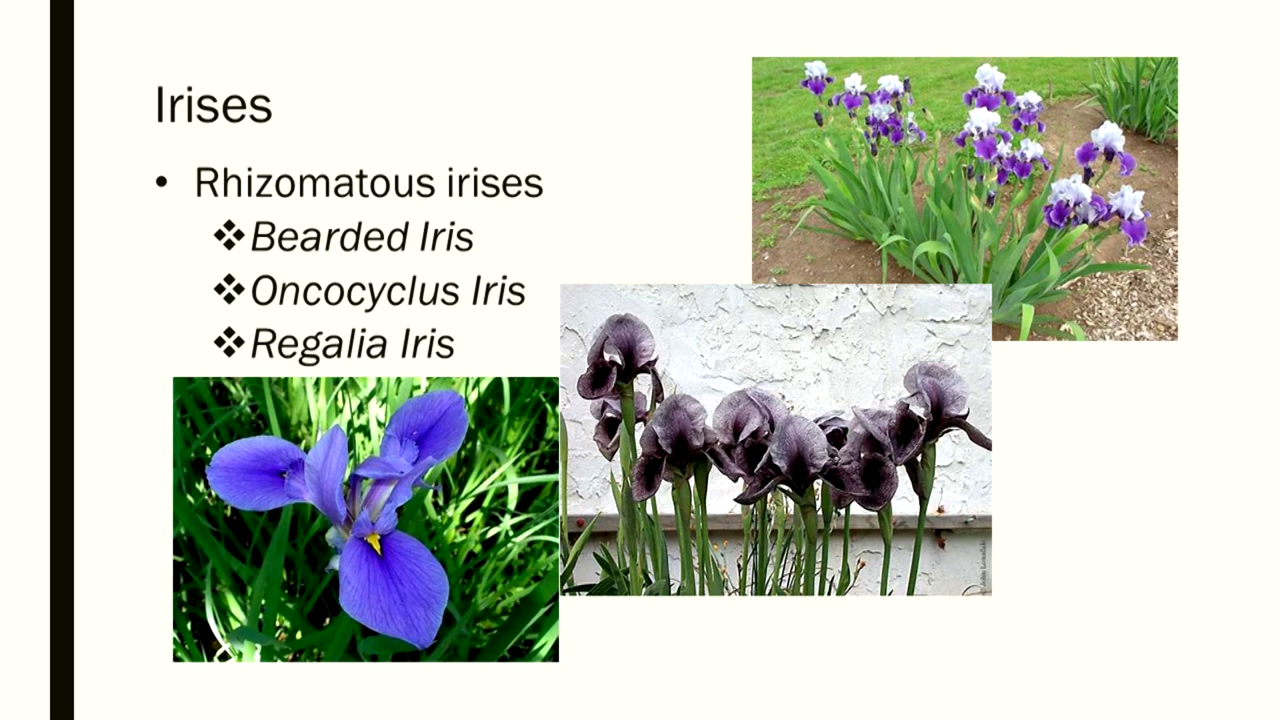 Irises
• Rhizomatous irises
❖Bearded Iris
❖Oncocyclus Iris
❖Regalia Iris